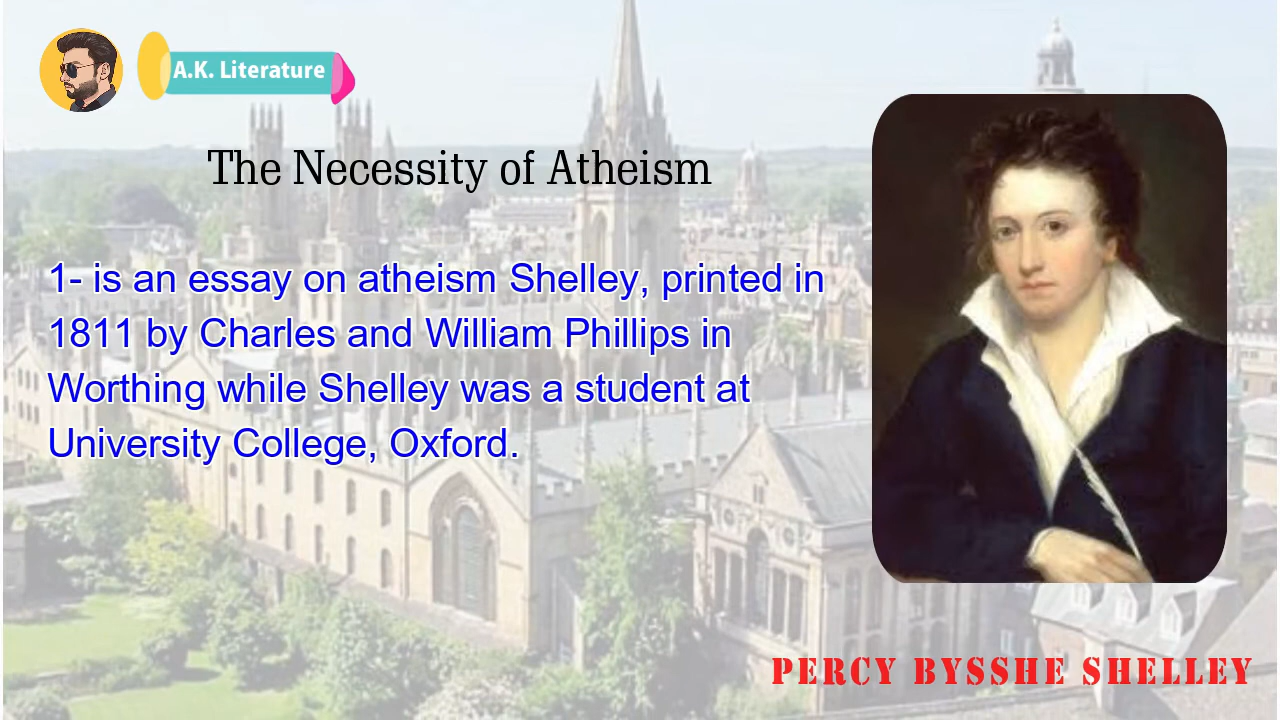 A.K. Literature
The Necessity of Atheism
1- is an essay on atheism Shelley, printed in
1811 by Charles and William Phillips in
Worthing while Shelley was a student at
University College, Oxford.
PERCY BYSSHE SHELLEY